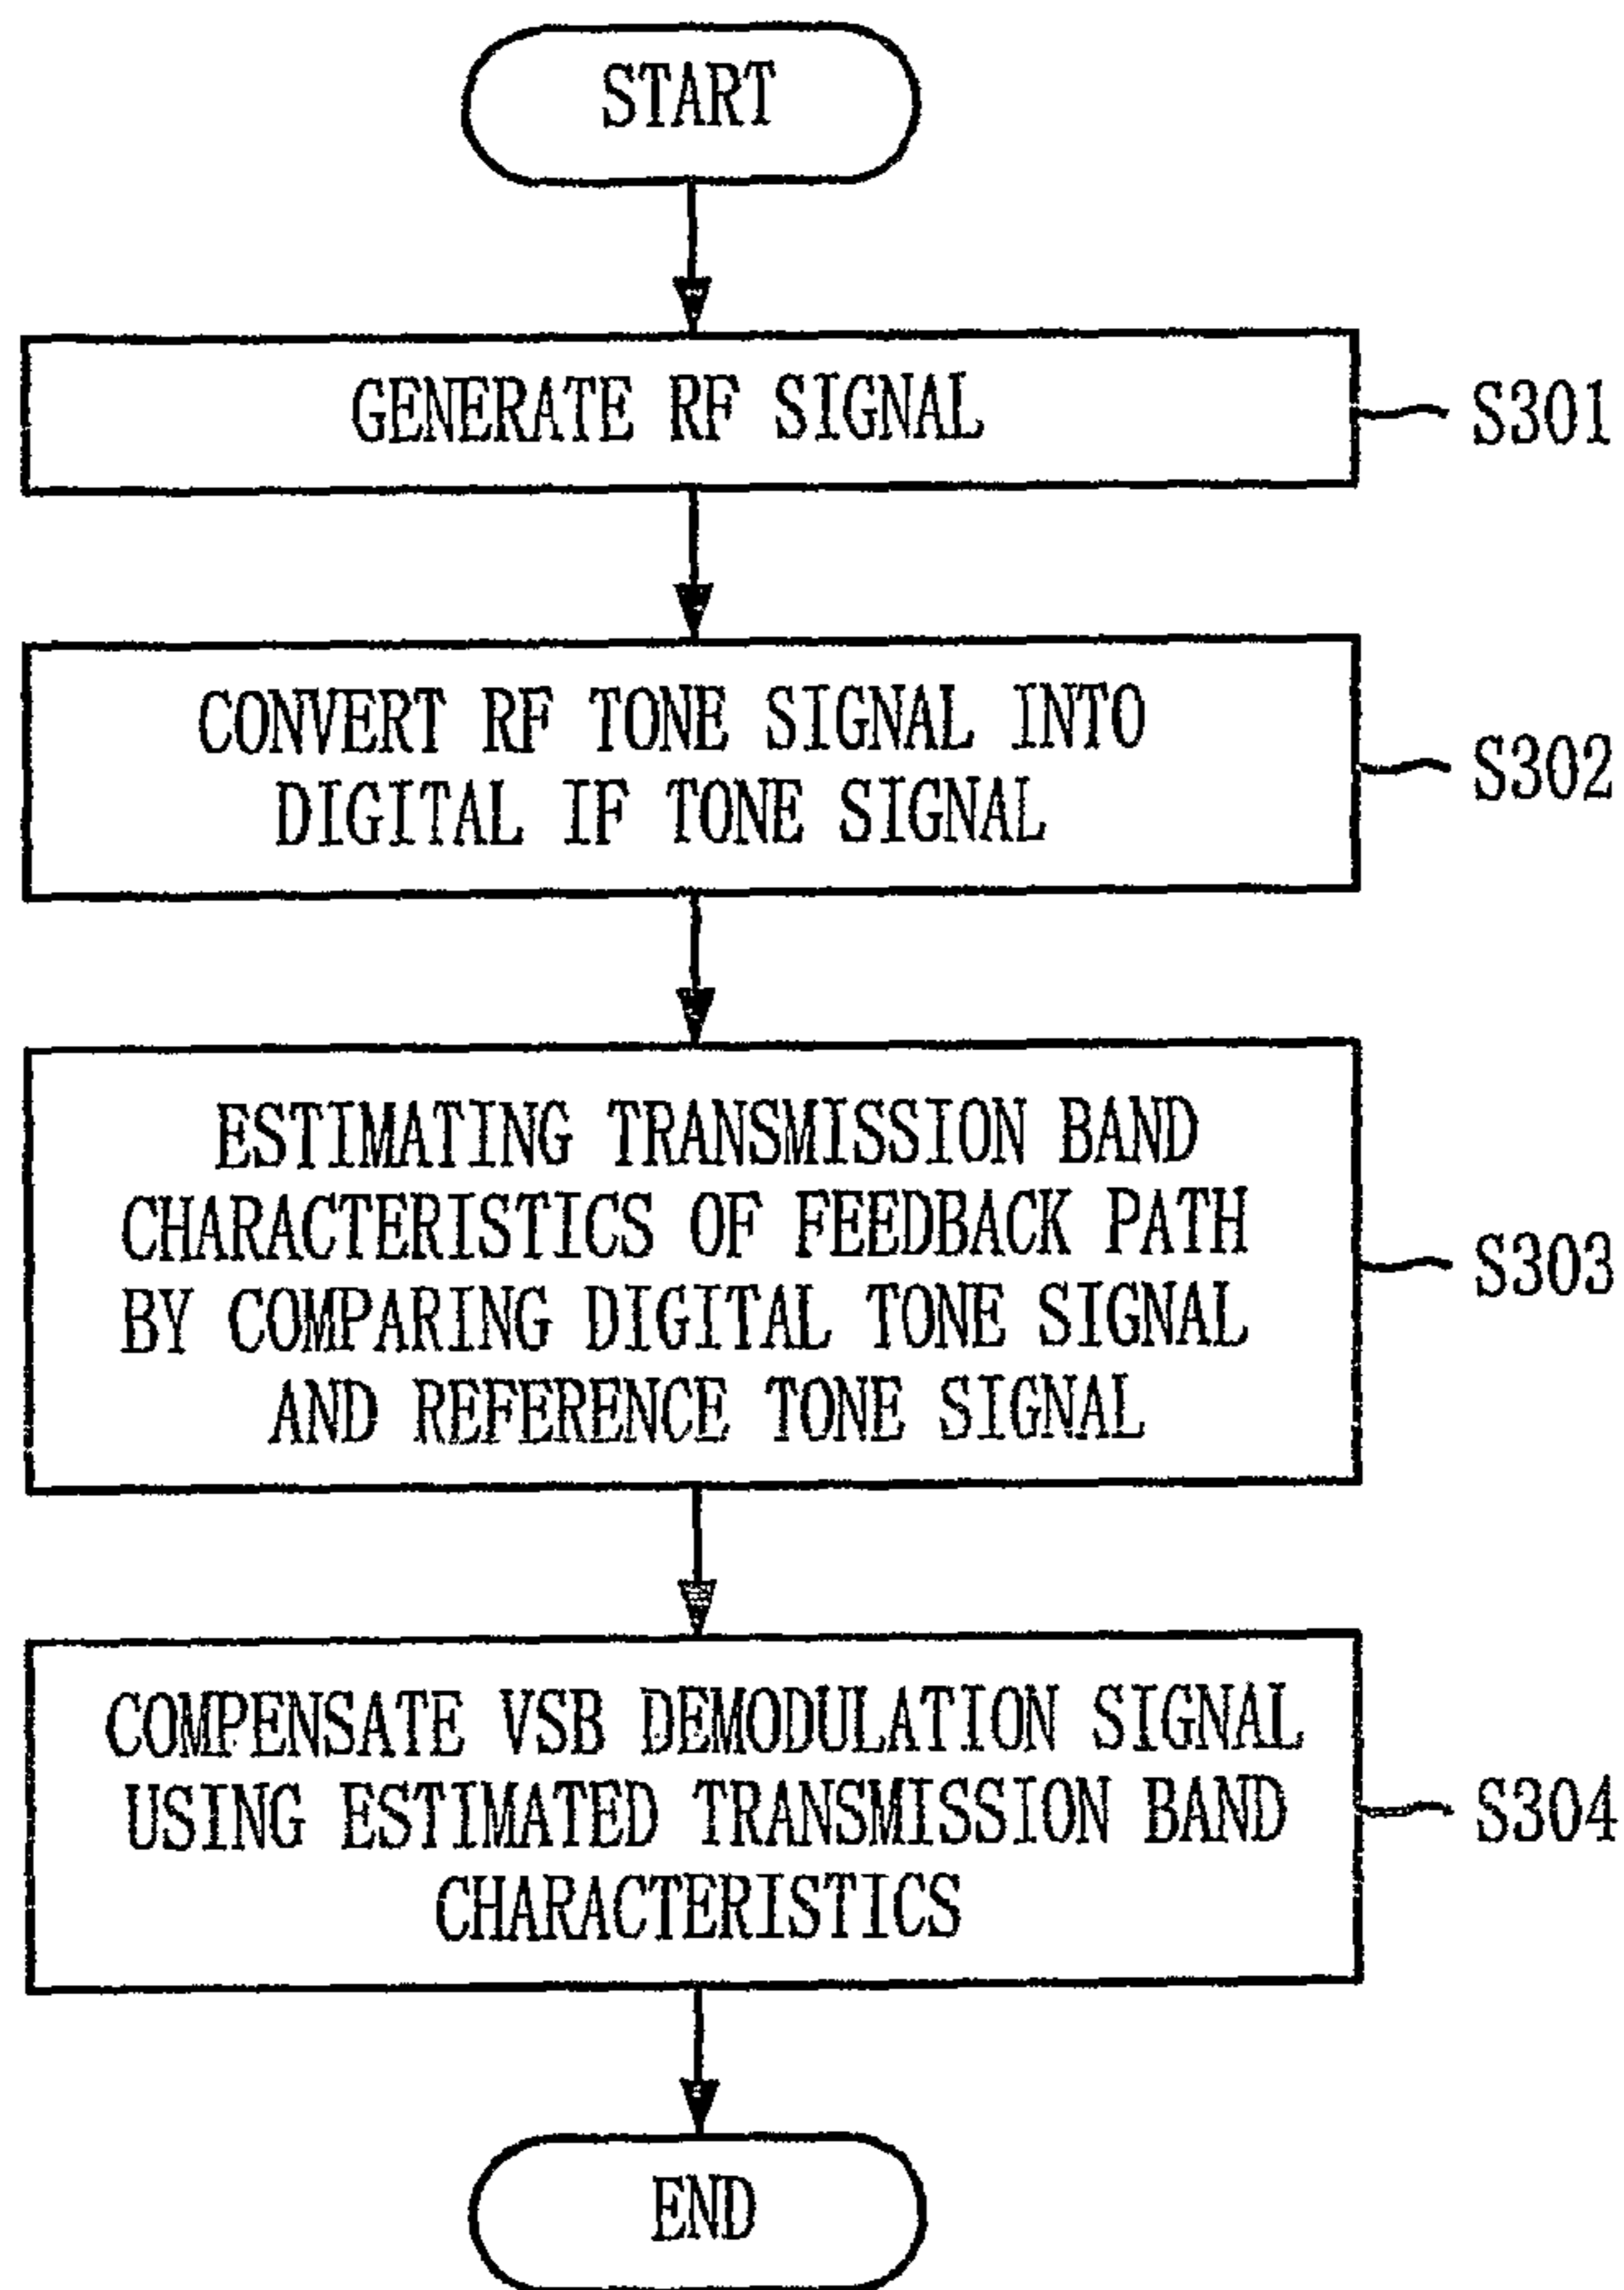 START
GENERATE RF SIGNAL
S301
CONVERT RF TONE SIGNAL INTO
DIGITAL IF TONE SIGNAL
S302
ESTIMATING TRANSMISSION BAND
CHARACTERISTICS OF FEEDBACK PATH
BY COMPARING DIGITAL TONE SIGNAL
AND REFERENCE TONE SIGNAL
S303
COMPENSATE VSB DEMODULATION SIGNAL
USING ESTIMATED TRANSMISSION BAND
CHARACTERISTICS
S304
END